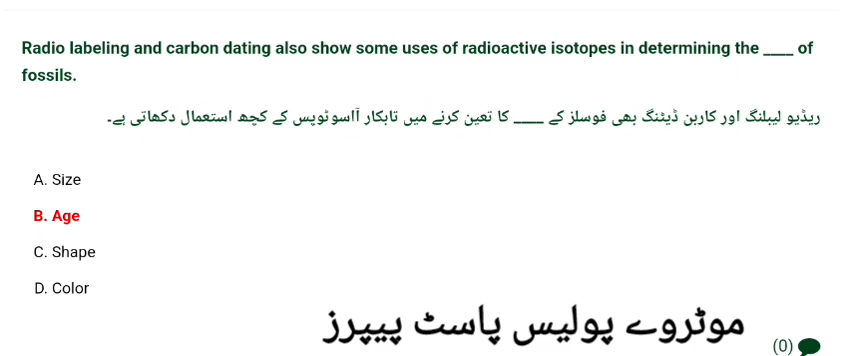 Radio labeling and carbon dating also show some uses of radioactive isotopes in determining the ____ of
fossils.
ریڈیو لیبلنگ اور کاربن ڈیٹنگ بھی فوسلز کے ____ کا تعین کرنے میں تابکار آاسوٹوپس کے کچھ استعمال دکھاتی ہے۔
A. Size
B. Age
C. Shape
D. Color
موٹروے پولیس پاسٹ پیپرز
(0)